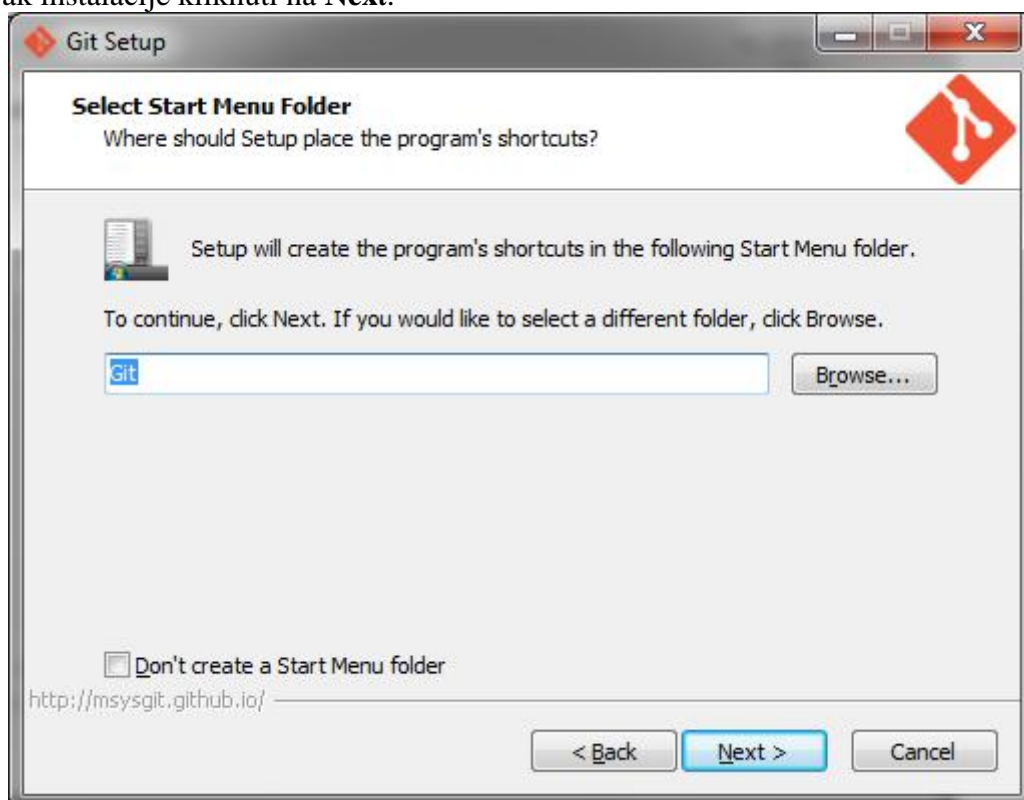 instalacije kliknuti na Next.
Git Setup
Select Start Menu Folder
Where should Setup place the program's shortcuts?
Setup will create the program's shortcuts in the following Start Menu folder.
To continue, click Next. If you would like to select a different folder, click Browse.
Git
Browse...
Don't create a Start Menu folder
http://msysgit.github.io/
< Back
Next >
Cancel